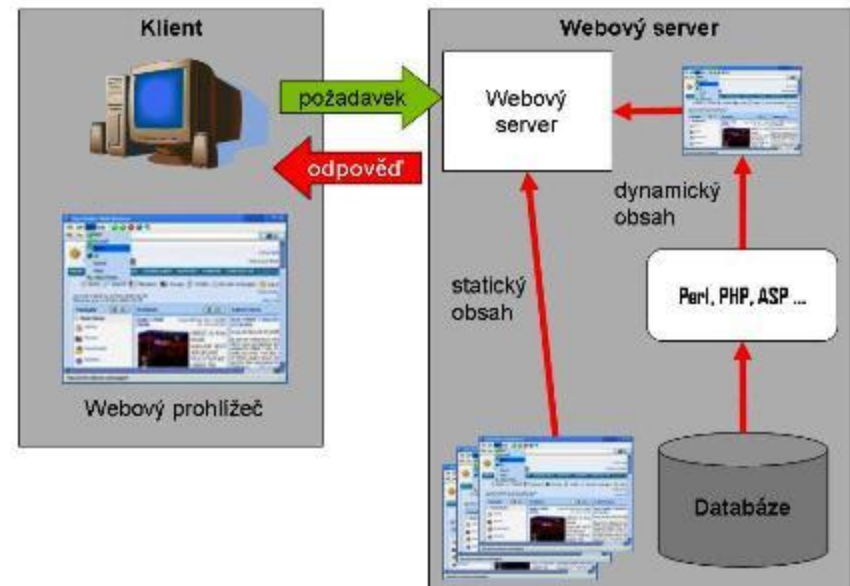 Klient
požadavek
odpověď
Webový prohlížeč
Webový server
Webový
server
dynamický
obsah
statický
obsah
Perl, PHP, ASP ...
Databáze